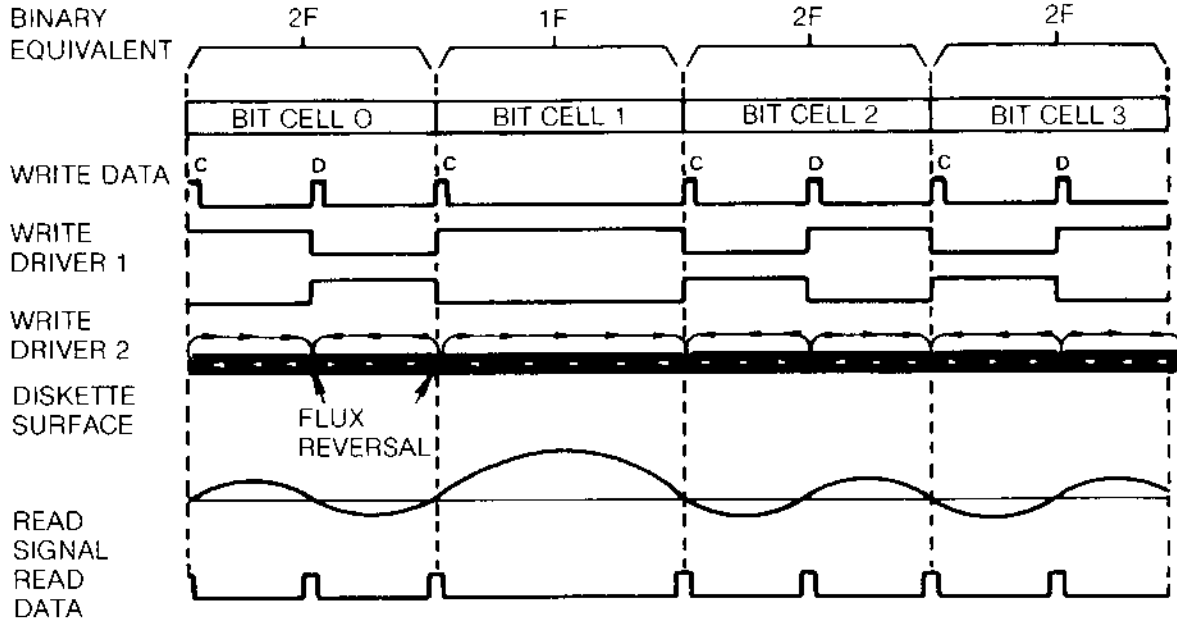 BINARY
EQUIVALENT
2F 1F 2F 2F
BIT CELL 0 BIT CELL 1 BIT CELL 2 BIT CELL 3
C D C C D C D
WRITE DATA
WRITE
DRIVER 1
WRITE
DRIVER 2
DISKETTE
SURFACE
FLUX
REVERSAL
READ
SIGNAL
READ
DATA